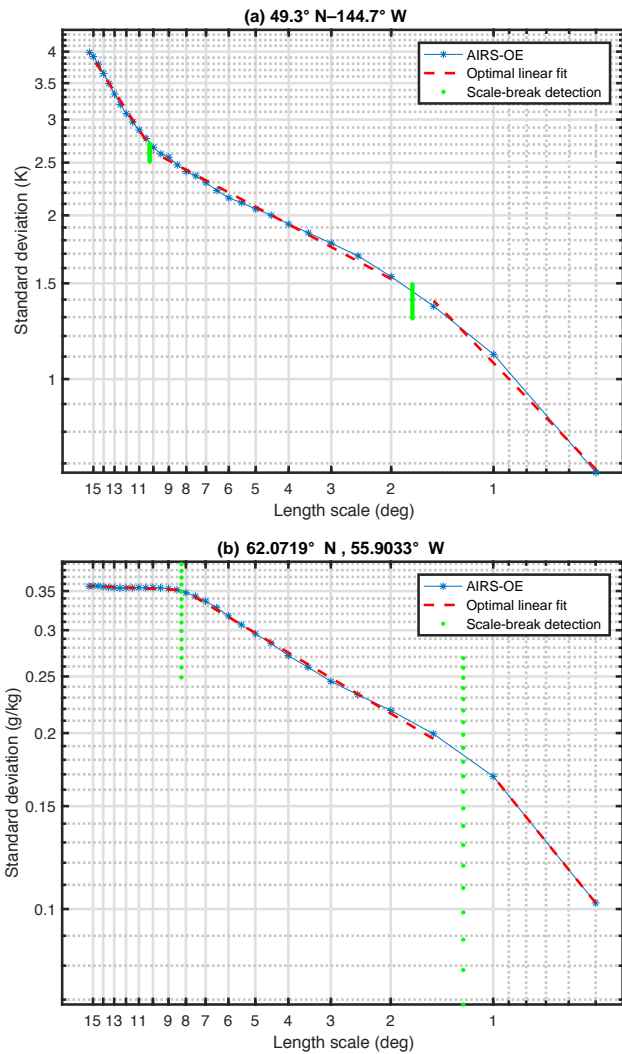 (a) 49.3° N–144.7° W
4
3.5
3
2.5
2
1.5
1
Standard deviation (K)
AIRS-OE
Optimal linear fit
Scale-break detection
15 13 11 9 8 7 6 5 4 3 2 1
Length scale (deg)
(b) 62.0719° N , 55.9033° W
0.35
0.3
0.25
0.2
0.15
0.1
Standard deviation (g/kg)
AIRS-OE
Optimal linear fit
Scale-break detection
15 13 11 9 8 7 6 5 4 3 2 1
Length scale (deg)